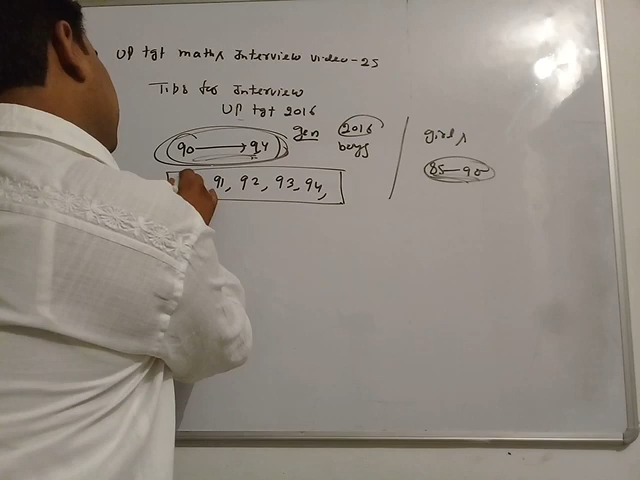 UP tgt maths Interview video-25
Tips for Interview
UP tgt 2016
90 → 94 gen 2016 boys
girls
85-90
91, 92, 93, 94,